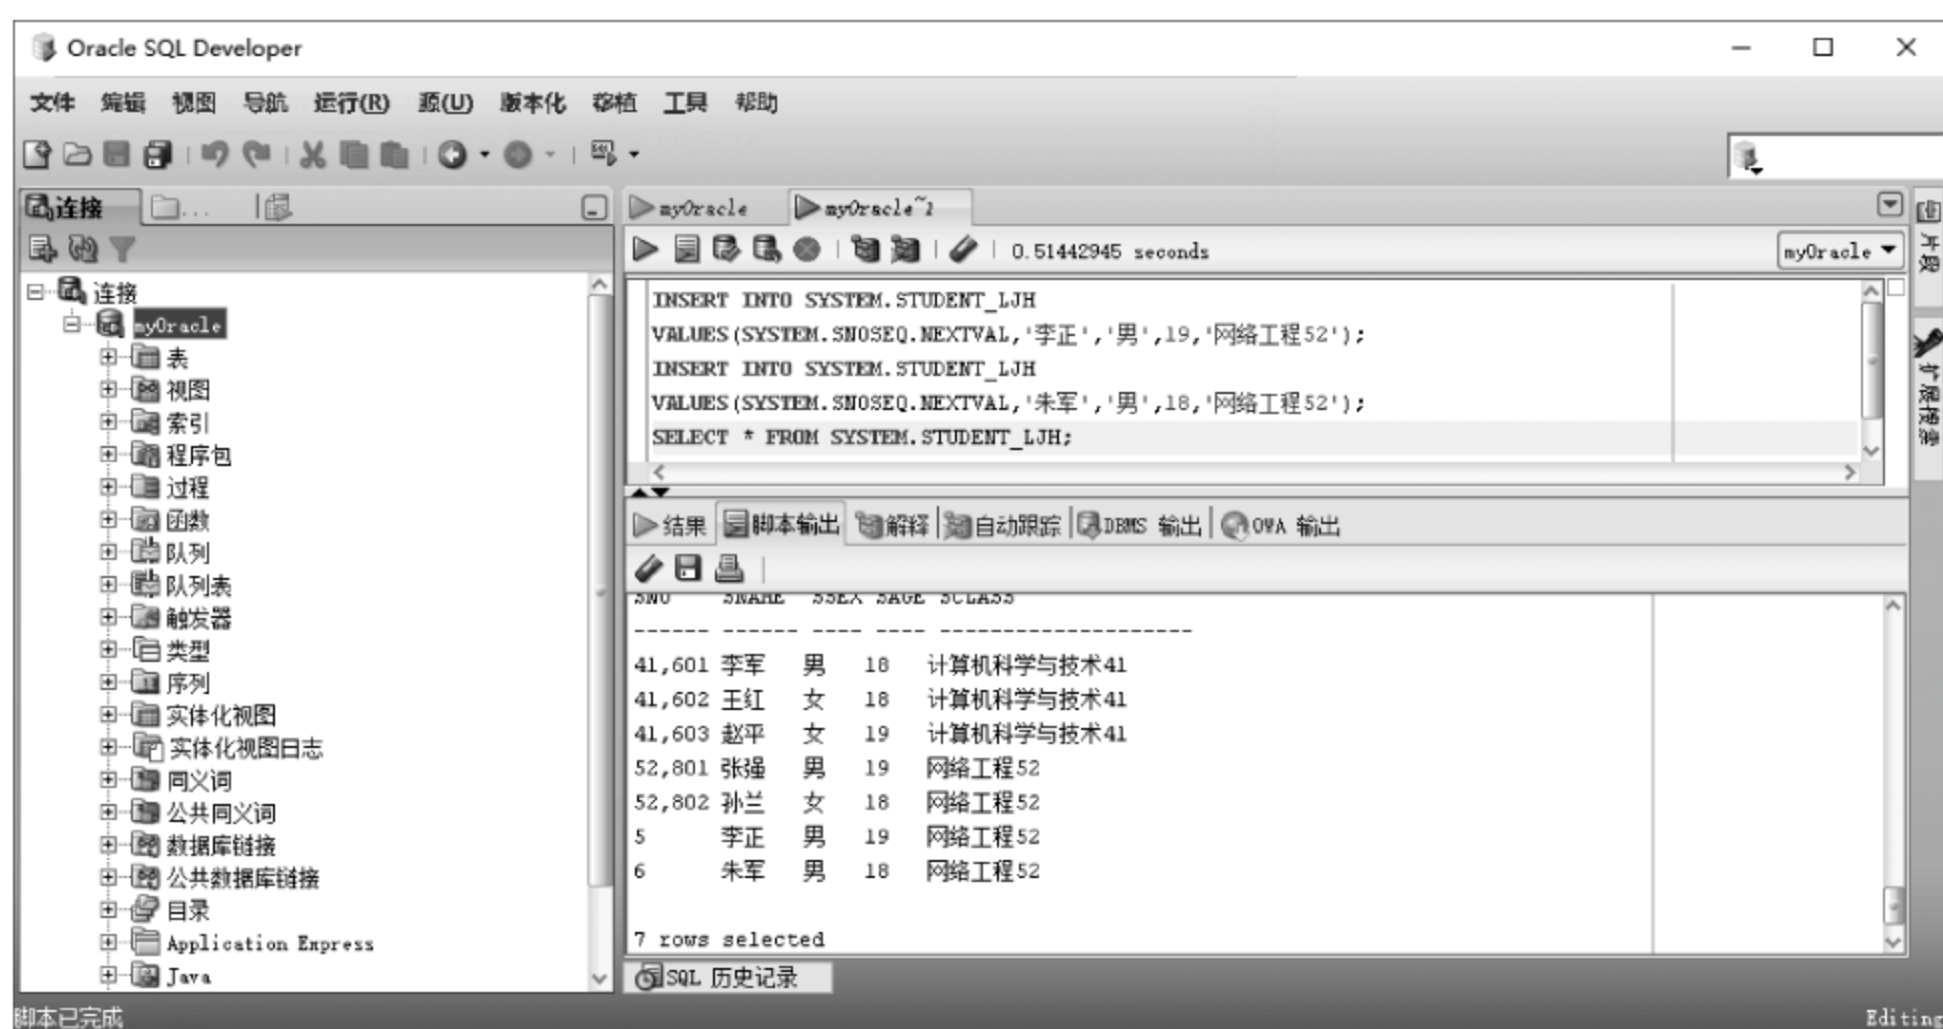 Oracle SQL Developer
文件 编辑 视图 导航 运行(R) 源(U) 版本化 移植 工具 帮助
连接 ...
myOracle myOracle~1
0.51442945 seconds myOracle
片段
扩展搜索
连接
myOracle
表
视图
索引
程序包
过程
函数
队列
队列表
触发器
类型
序列
实体化视图
实体化视图日志
同义词
公共同义词
数据库链接
公共数据库链接
目录
Application Express
Java
INSERT INTO SYSTEM.STUDENT_LJH
VALUES(SYSTEM.SNOSEQ.NEXTVAL,'李正','男',19,'网络工程52');
INSERT INTO SYSTEM.STUDENT_LJH
VALUES(SYSTEM.SNOSEQ.NEXTVAL,'朱军','男',18,'网络工程52');
SELECT * FROM SYSTEM.STUDENT_LJH;
结果 脚本输出 解释 自动跟踪 DBMS 输出 OWA 输出
SNO SNAME SSEX SAGE SCLASS
------ ------ ---- ---- --------------------
41,601 李军 男 18 计算机科学与技术41
41,602 王红 女 18 计算机科学与技术41
41,603 赵平 女 19 计算机科学与技术41
52,801 张强 男 19 网络工程52
52,802 孙兰 女 18 网络工程52
5 李正 男 19 网络工程52
6 朱军 男 18 网络工程52
7 rows selected
SQL 历史记录
脚本已完成 Editing